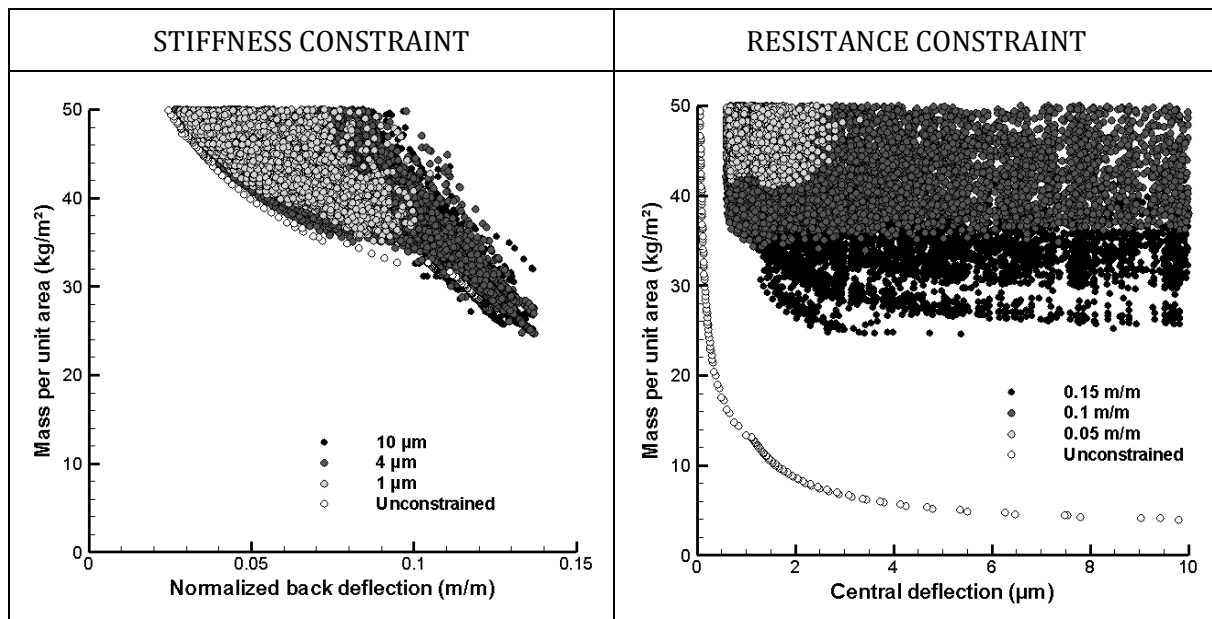 STIFFNESS CONSTRAINT
RESISTANCE CONSTRAINT
50
40
30
20
10
0
Mass per unit area (kg/m²)
10 µm
4 µm
1 µm
Unconstrained
0
0.05
0.1
0.15
Normalized back deflection (m/m)
50
40
30
20
10
0
Mass per unit area (kg/m²)
0.15 m/m
0.1 m/m
0.05 m/m
Unconstrained
0
2
4
6
8
10
Central deflection (µm)